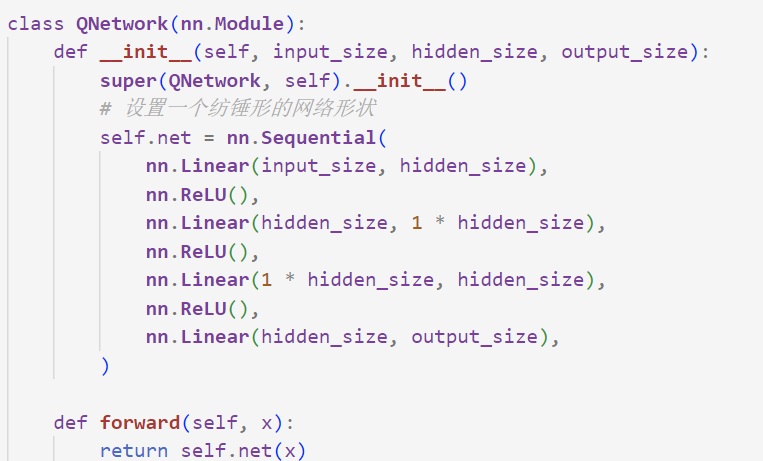 class QNetwork(nn.Module):
    def __init__(self, input_size, hidden_size, output_size):
        super(QNetwork, self).__init__()
        # 设置一个纺锤形的网络形状
        self.net = nn.Sequential(
            nn.Linear(input_size, hidden_size),
            nn.ReLU(),
            nn.Linear(hidden_size, 1 * hidden_size),
            nn.ReLU(),
            nn.Linear(1 * hidden_size, hidden_size),
            nn.ReLU(),
            nn.Linear(hidden_size, output_size),
        )
    def forward(self, x):
        return self.net(x)